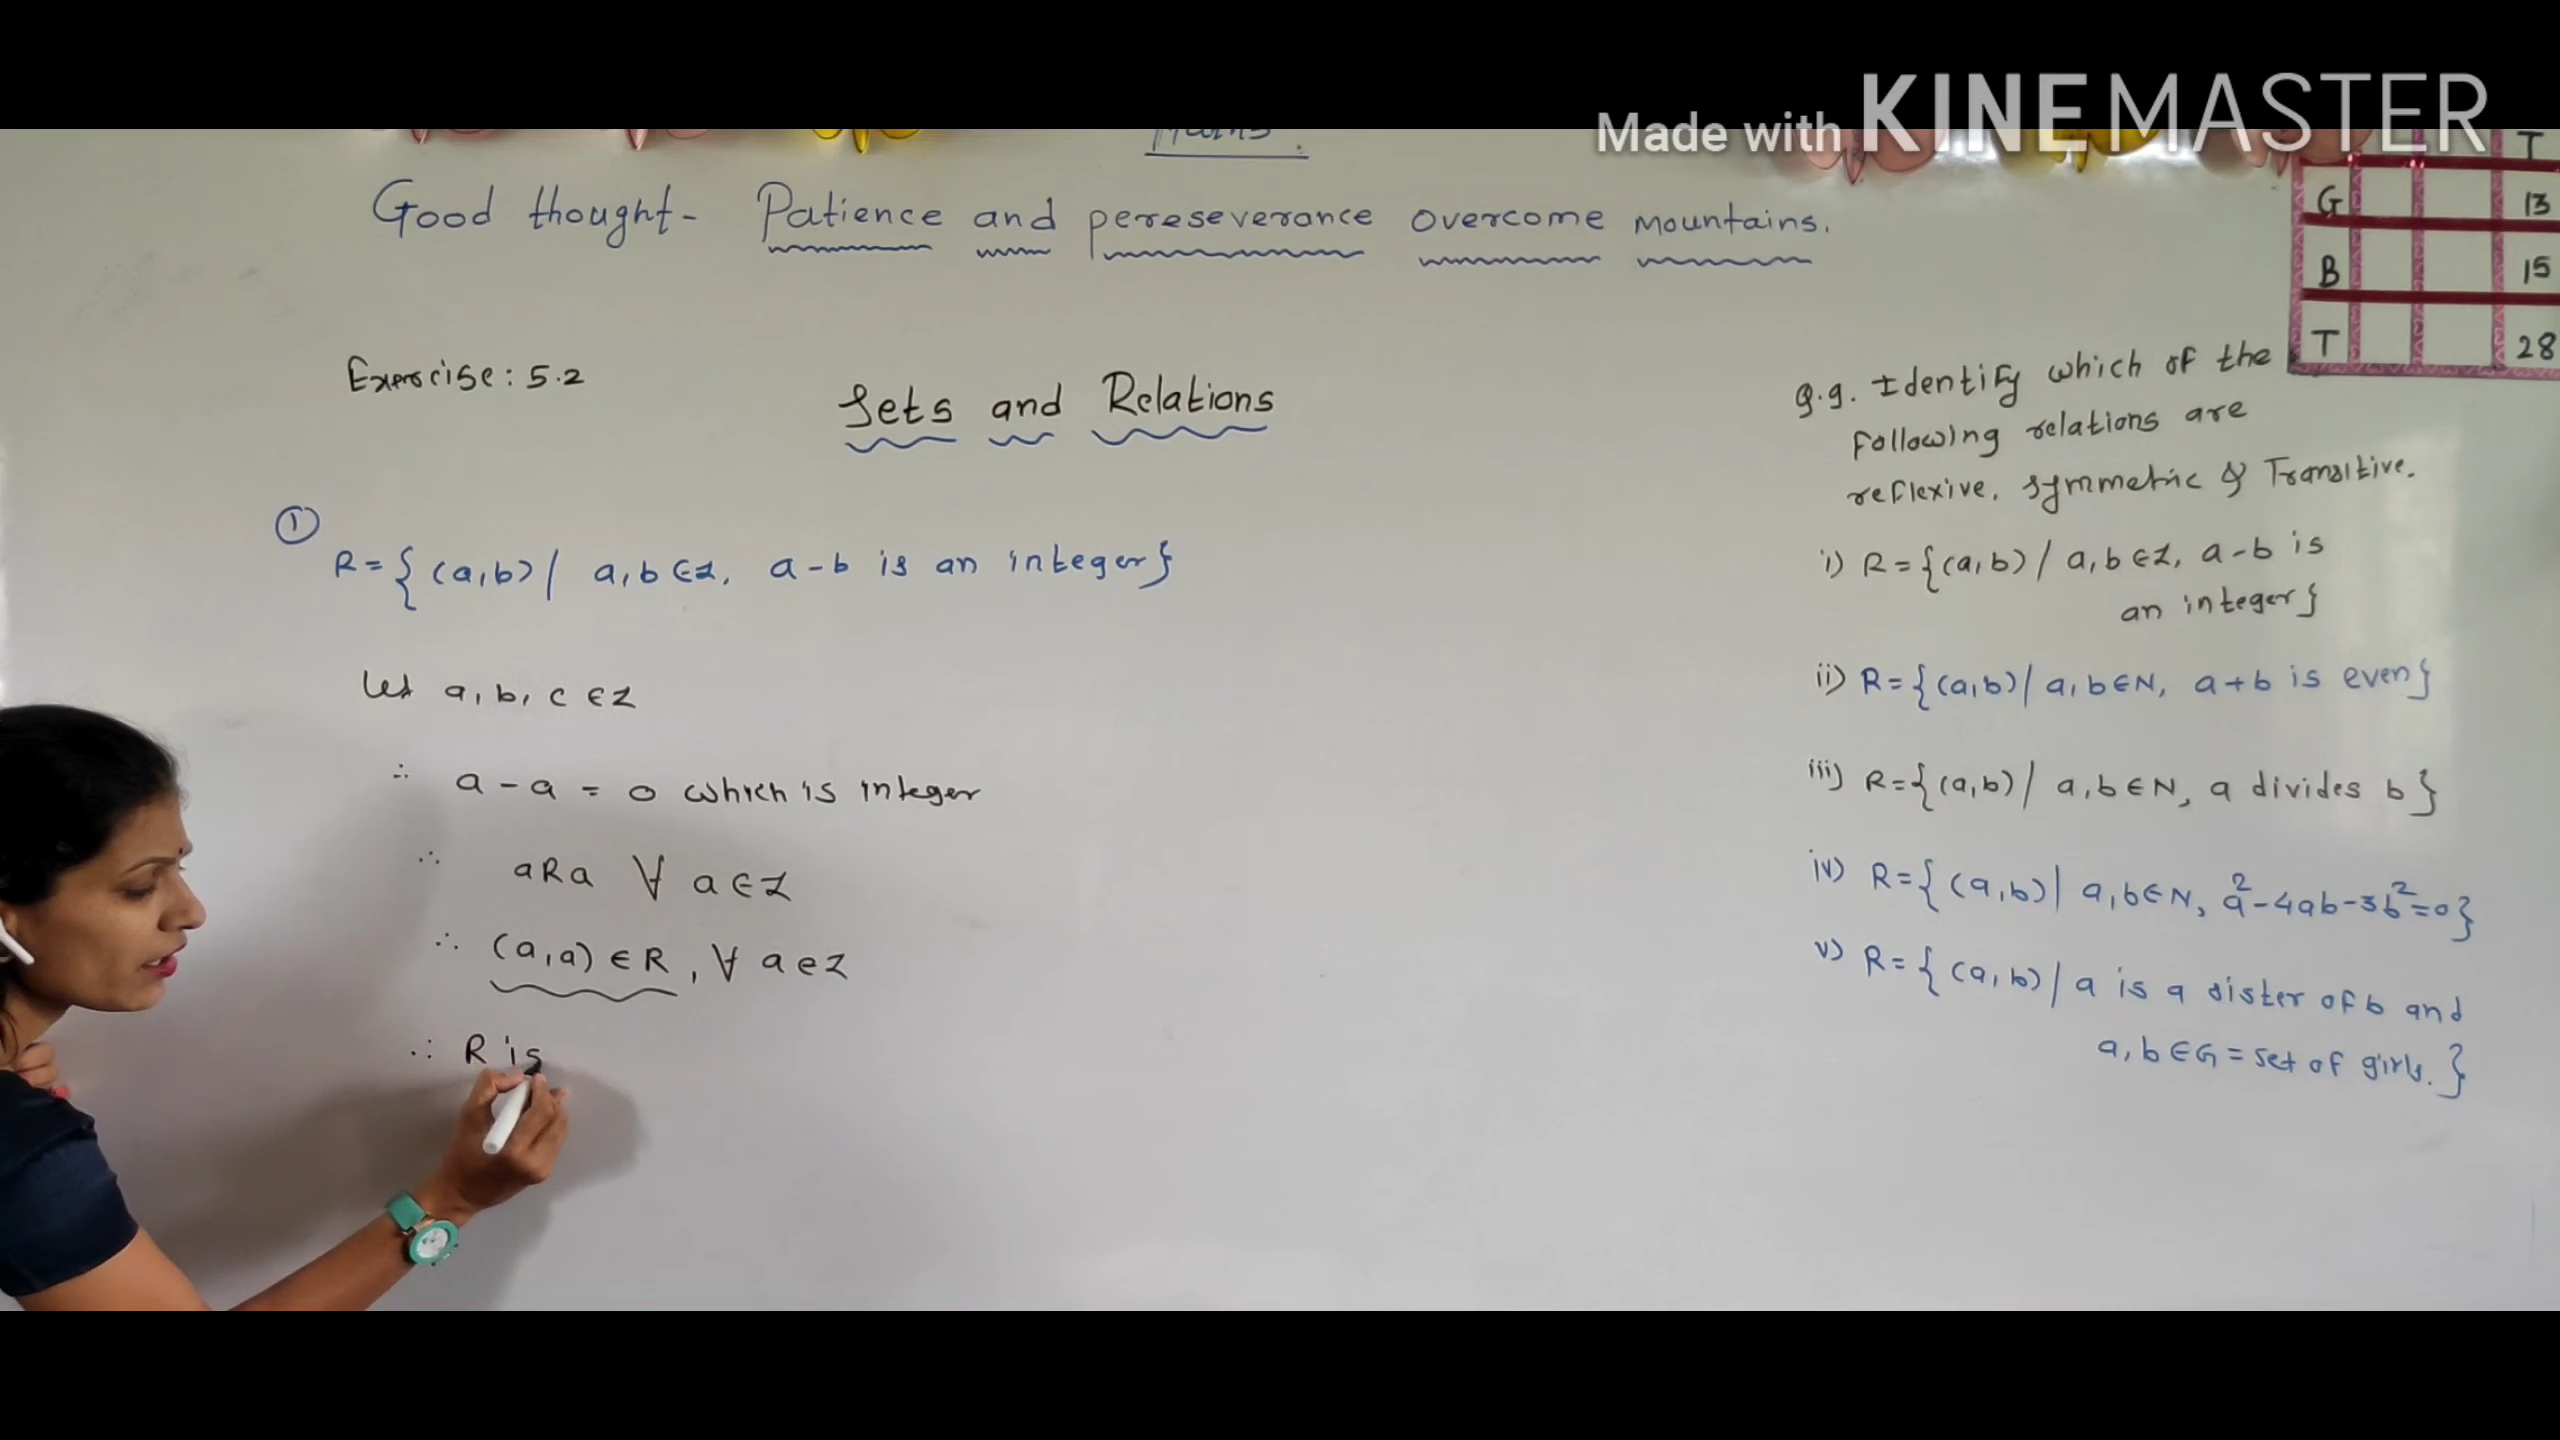 Made with KINEMASTER
Good thought- Patience and pereseverance overcome mountains.
T
G 13
B 15
T 28
Exercise: 5.2
Sets and Relations
① R={(a,b)/ a,b∈Z, a-b is an integer}
Let a, b, c ∈Z
∴ a-a = 0 which is integer
∴ aRa ∀ a∈Z
∴ (a,a)∈R, ∀ a∈Z
∴ R is
Q.9. Identify which of the
following relations are
reflexive, symmetric & Transitive.
i) R={(a,b)/ a,b∈Z, a-b is
an integer}
ii) R={(a,b)/ a,b∈N, a+b is even}
iii) R={(a,b)/ a,b∈N, a divides b}
iv) R={(a,b)| a,b∈N, a²-4ab-3b²=0}
v) R={(a,b)/a is a sister of b and
a,b∈G=set of girls.}